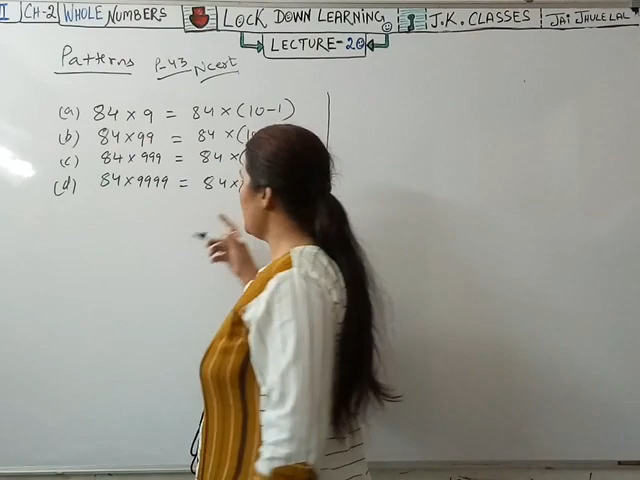 I CH-2 WHOLE NUMBERS LOCK DOWN LEARNING J.K. CLASSES JAI JHULELAL
LECTURE-20
Patterns P-43 Ncert
(a) 84 × 9 = 84 × (10-1)
(b) 84 × 99 = 84 × (10
(c) 84 × 999 = 84 × (
(d) 84 × 9999 = 84 ×